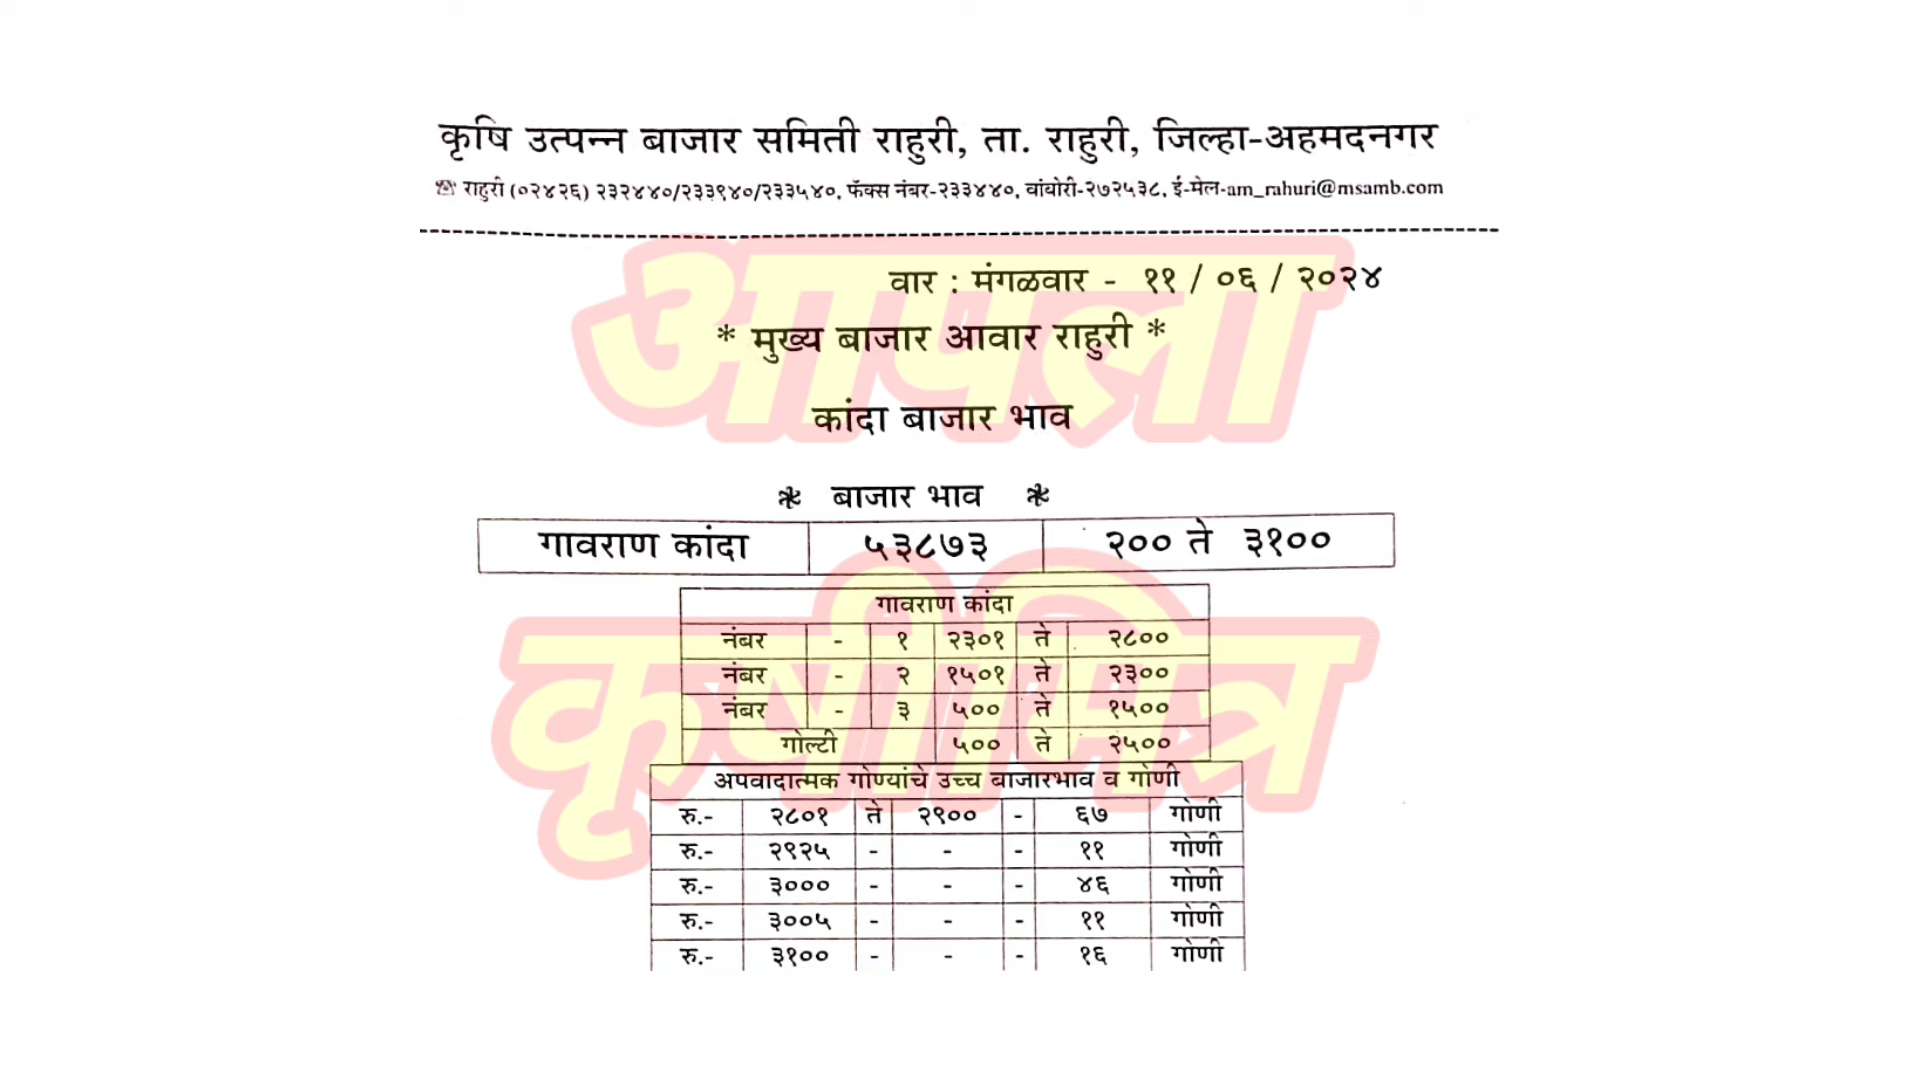 कृषि उत्पन्न बाजार समिती राहुरी, ता. राहुरी, जिल्हा-अहमदनगर
☏ राहुरी (०२४२६) २३२४४०/२३३९४०/२३३५४०, फॅक्स नंबर-२३३४४०, वांबोरी-२७२५३८, ई-मेल-am_rahuri@msamb.com
वार : मंगळवार - ११ / ०६ / २०२४
* मुख्य बाजार आवार राहुरी *
कांदा बाजार भाव
बाजार भाव
गावराण कांदा ५३८७३ २०० ते ३१००
गावराण कांदा
नंबर - १ २३०१ ते २८००
नंबर - २ १५०१ ते २३००
नंबर - ३ ५०० ते १५००
गोल्टी ५०० ते २५००
अपवादात्मक गोण्यांचे उच्च बाजारभाव व गोणी
रु.- २८०१ ते २९०० - ६७ गोणी
रु.- २९२५ - - - ११ गोणी
रु.- ३००० - - - ४६ गोणी
रु.- ३००५ - - - ११ गोणी
रु.- ३१०० - - - १६ गोणी
आपला
कृषीमित्र